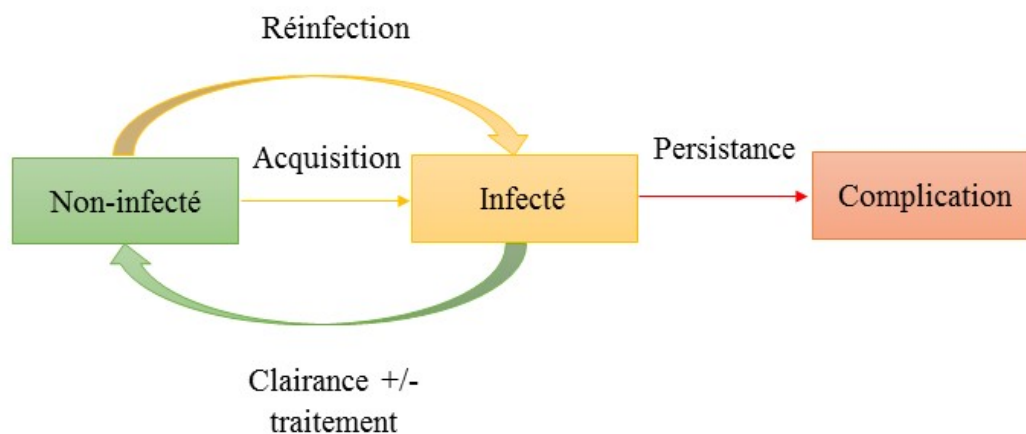 Réinfection
Acquisition
Persistance
Non-infecté
Infecté
Complication
Clairance +/-
traitement